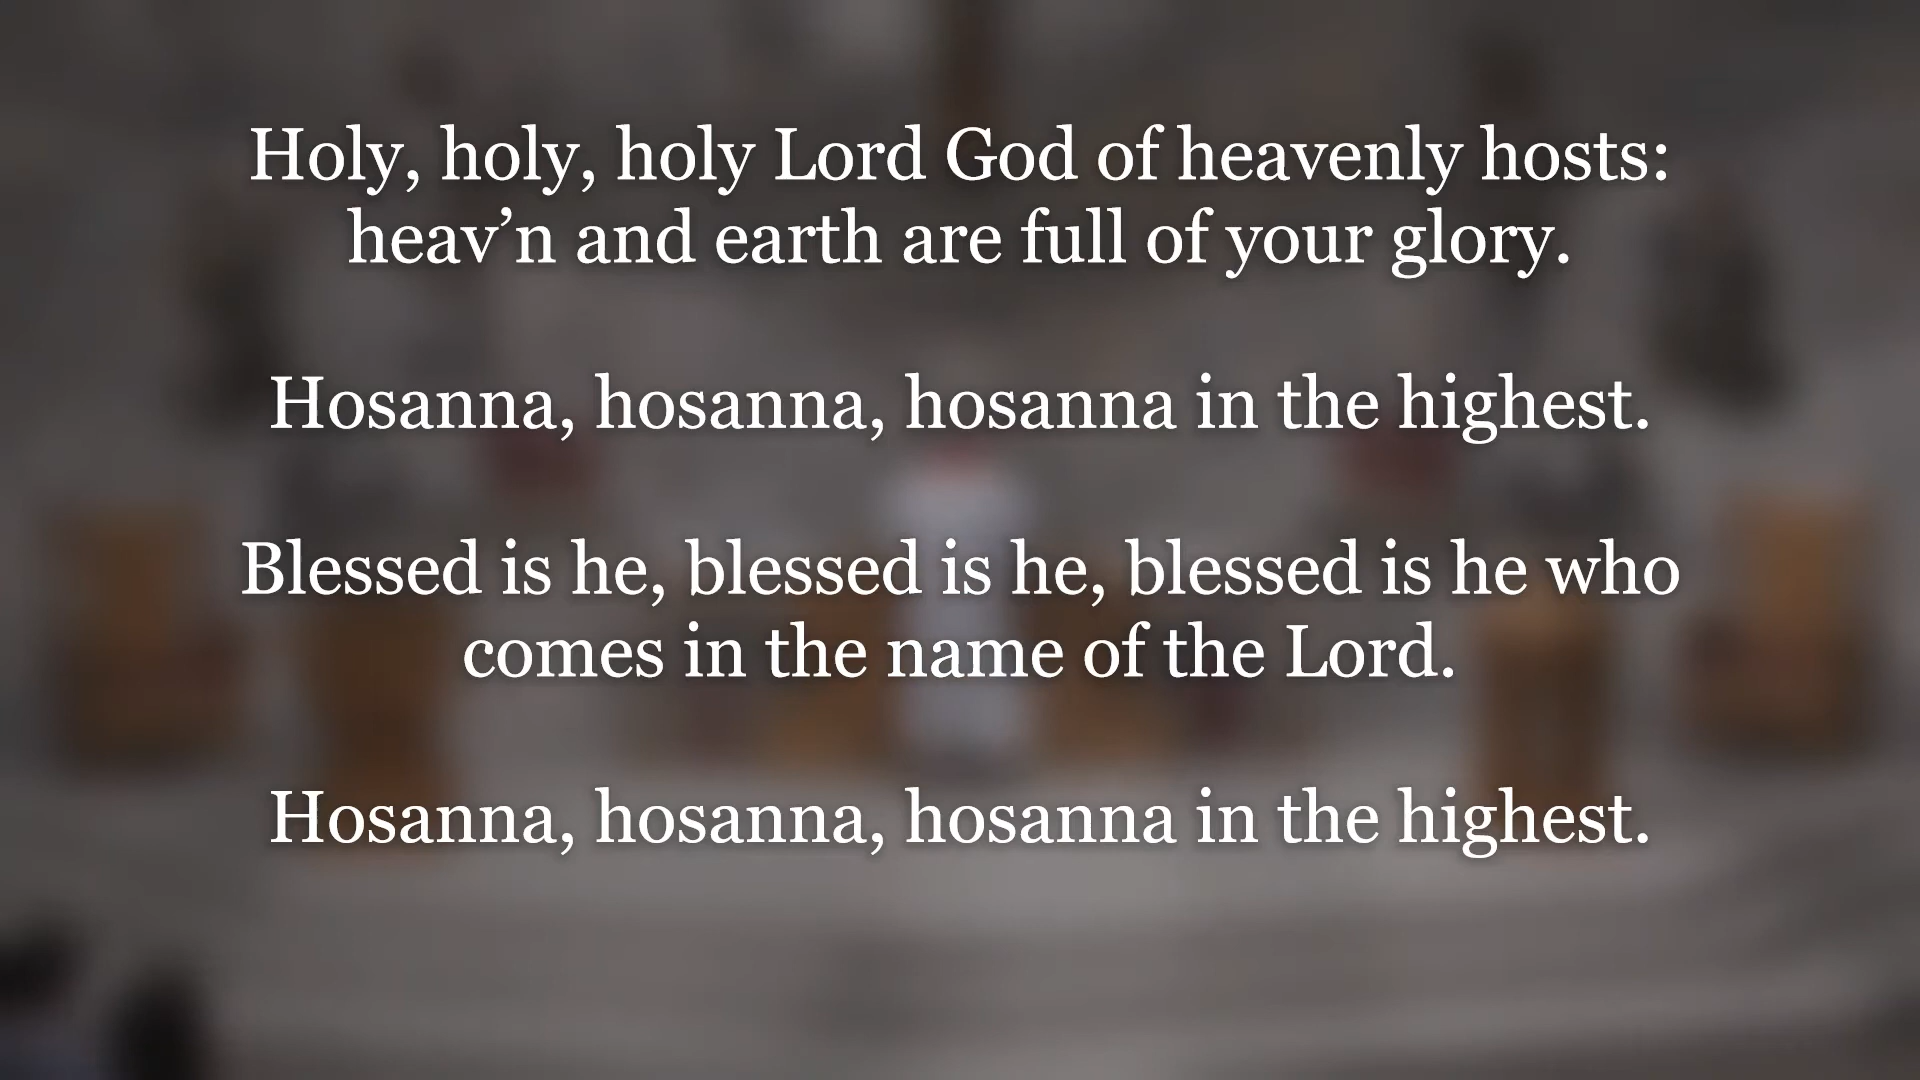 Holy, holy, holy Lord God of heavenly hosts:
heav’n and earth are full of your glory.
Hosanna, hosanna, hosanna in the highest.
Blessed is he, blessed is he, blessed is he who
comes in the name of the Lord.
Hosanna, hosanna, hosanna in the highest.